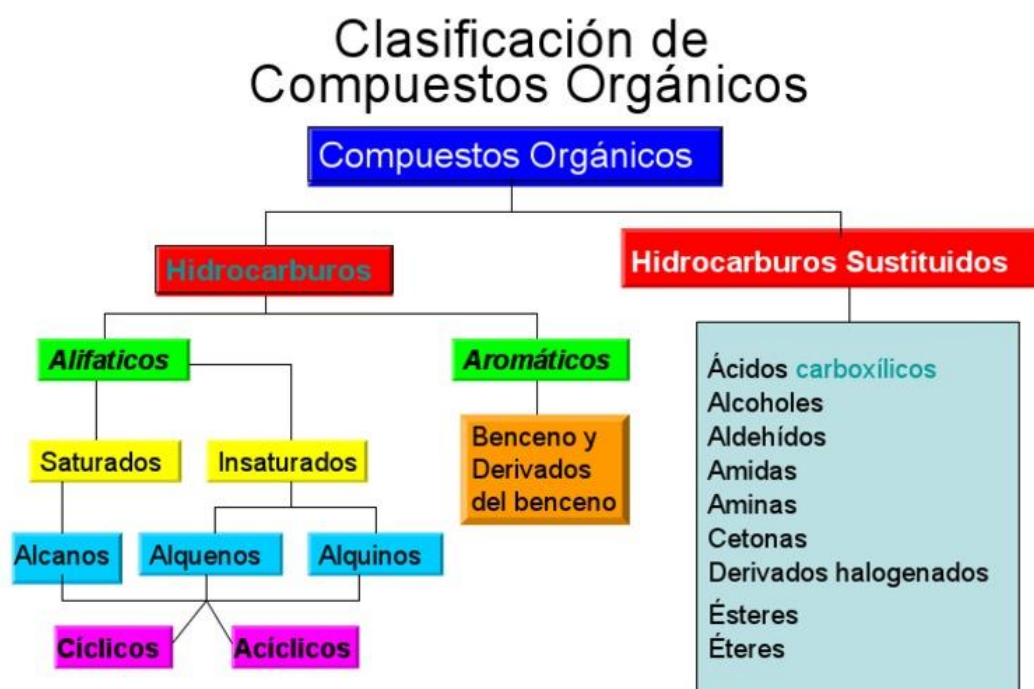 Clasificación de
Compuestos Orgánicos
Compuestos Orgánicos
Hidrocarburos
Hidrocarburos Sustituidos
Alifaticos
Aromáticos
Saturados
Insaturados
Benceno y
Derivados
del benceno
Alcanos
Alquenos
Alquinos
Cíclicos
Acíclicos
Ácidos carboxílicos
Alcoholes
Aldehídos
Amidas
Aminas
Cetonas
Derivados halogenados
Ésteres
Éteres